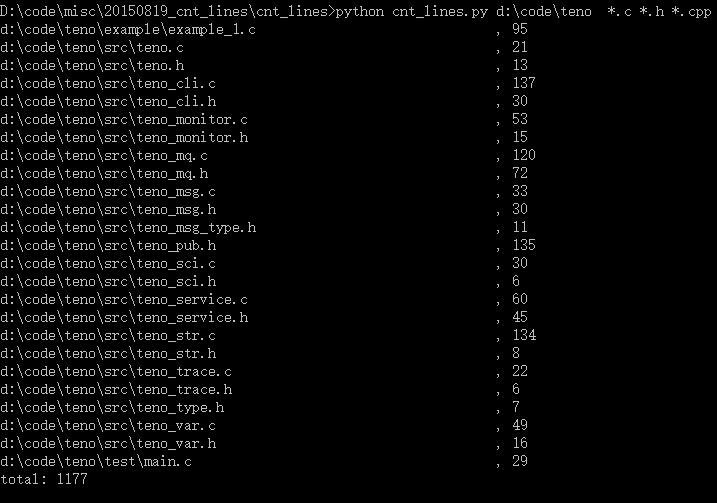 D:\code\misc\20150819_cnt_lines\cnt_lines>python cnt_lines.py d:\code\teno  *.c *.h *.cpp
d:\code\teno\example\example_1.c , 95
d:\code\teno\src\teno.c , 21
d:\code\teno\src\teno.h , 13
d:\code\teno\src\teno_cli.c , 137
d:\code\teno\src\teno_cli.h , 30
d:\code\teno\src\teno_monitor.c , 53
d:\code\teno\src\teno_monitor.h , 15
d:\code\teno\src\teno_mq.c , 120
d:\code\teno\src\teno_mq.h , 72
d:\code\teno\src\teno_msg.c , 33
d:\code\teno\src\teno_msg.h , 30
d:\code\teno\src\teno_msg_type.h , 11
d:\code\teno\src\teno_pub.h , 135
d:\code\teno\src\teno_sci.c , 30
d:\code\teno\src\teno_sci.h , 6
d:\code\teno\src\teno_service.c , 60
d:\code\teno\src\teno_service.h , 45
d:\code\teno\src\teno_str.c , 134
d:\code\teno\src\teno_str.h , 8
d:\code\teno\src\teno_trace.c , 22
d:\code\teno\src\teno_trace.h , 6
d:\code\teno\src\teno_type.h , 7
d:\code\teno\src\teno_var.c , 49
d:\code\teno\src\teno_var.h , 16
d:\code\teno\test\main.c , 29
total: 1177